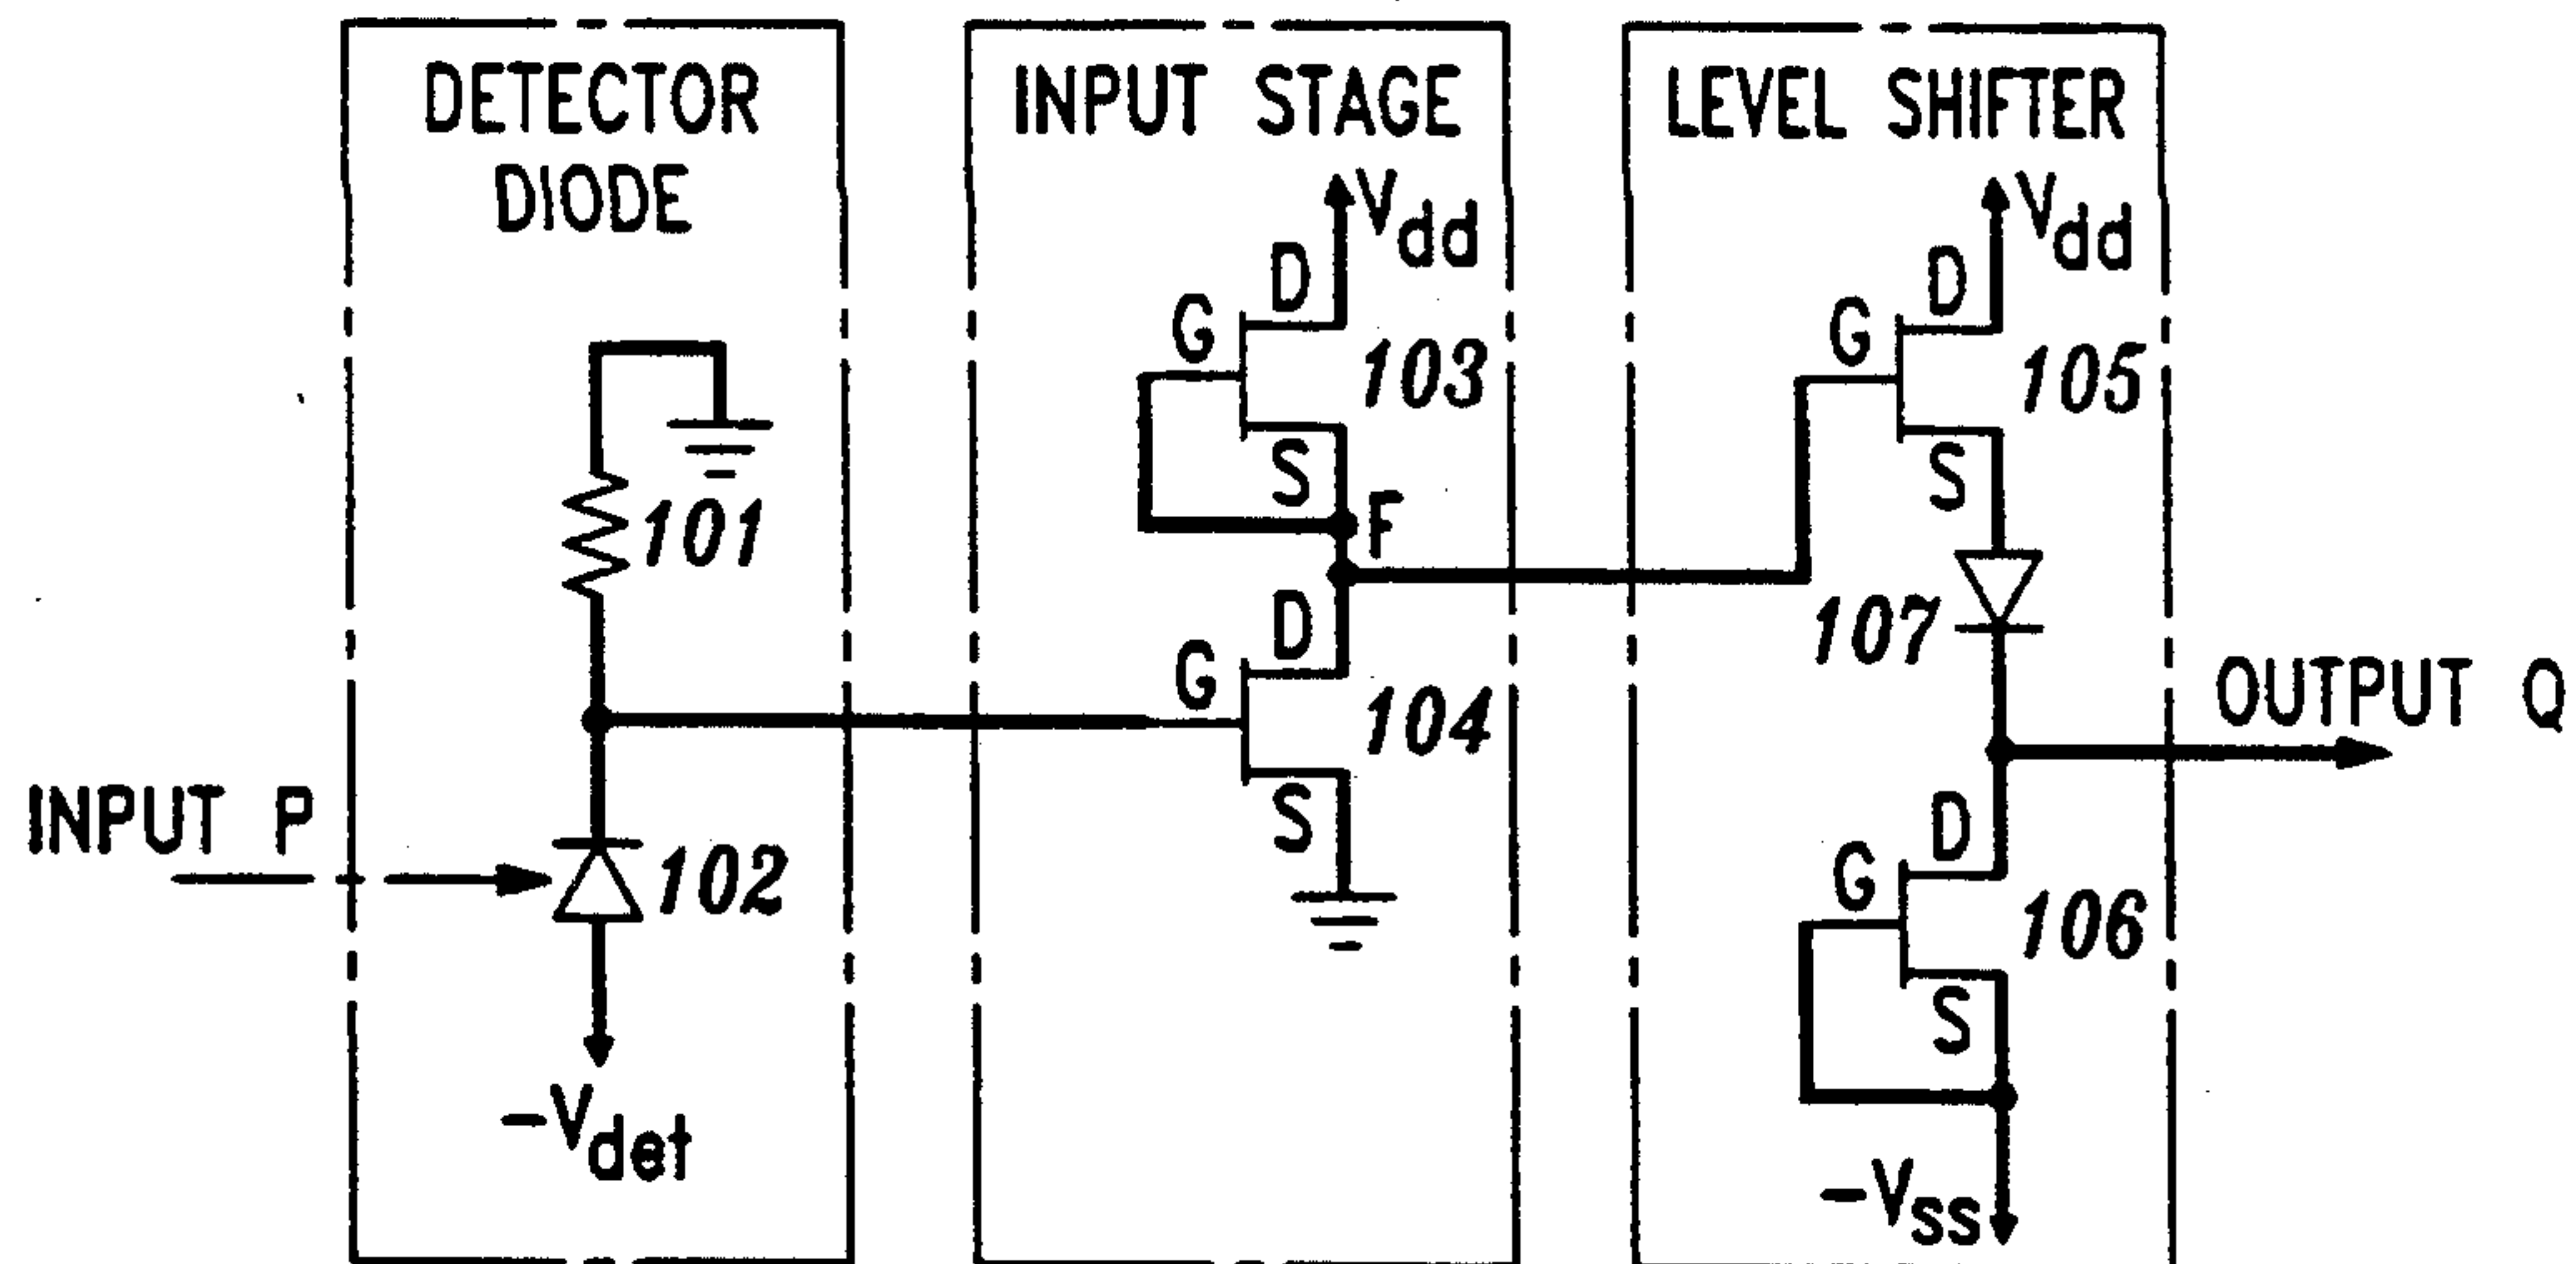 DETECTOR
DIODE
101
INPUT P
102
-Vdet
INPUT STAGE
Vdd
D
G
103
S
F
D
G
104
S
LEVEL SHIFTER
Vdd
D
G
105
S
107
OUTPUT Q
D
G
106
S
-Vss